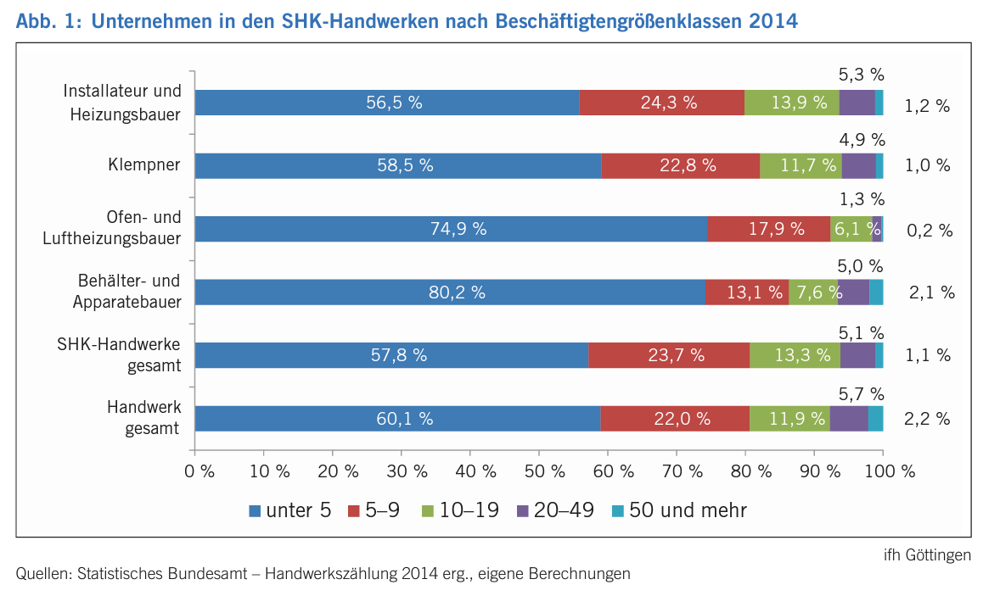 Abb. 1: Unternehmen in den SHK-Handwerken nach Beschäftigtengrößenklassen 2014
Installateur und
Heizungsbauer
56,5 %
24,3 %
13,9 %
5,3 %
1,2 %
Klempner
58,5 %
22,8 %
11,7 %
4,9 %
1,0 %
Ofen- und
Luftheizungsbauer
74,9 %
17,9 %
6,1 %
1,3 %
0,2 %
Behälter- und
Apparatebauer
80,2 %
13,1 %
7,6 %
5,0 %
2,1 %
SHK-Handwerke
gesamt
57,8 %
23,7 %
13,3 %
5,1 %
1,1 %
Handwerk
gesamt
60,1 %
22,0 %
11,9 %
5,7 %
2,2 %
0 % 10 % 20 % 30 % 40 % 50 % 60 % 70 % 80 % 90 % 100 %
unter 5 5–9 10–19 20–49 50 und mehr
ifh Göttingen
Quellen: Statistisches Bundesamt – Handwerkszählung 2014 erg., eigene Berechnungen